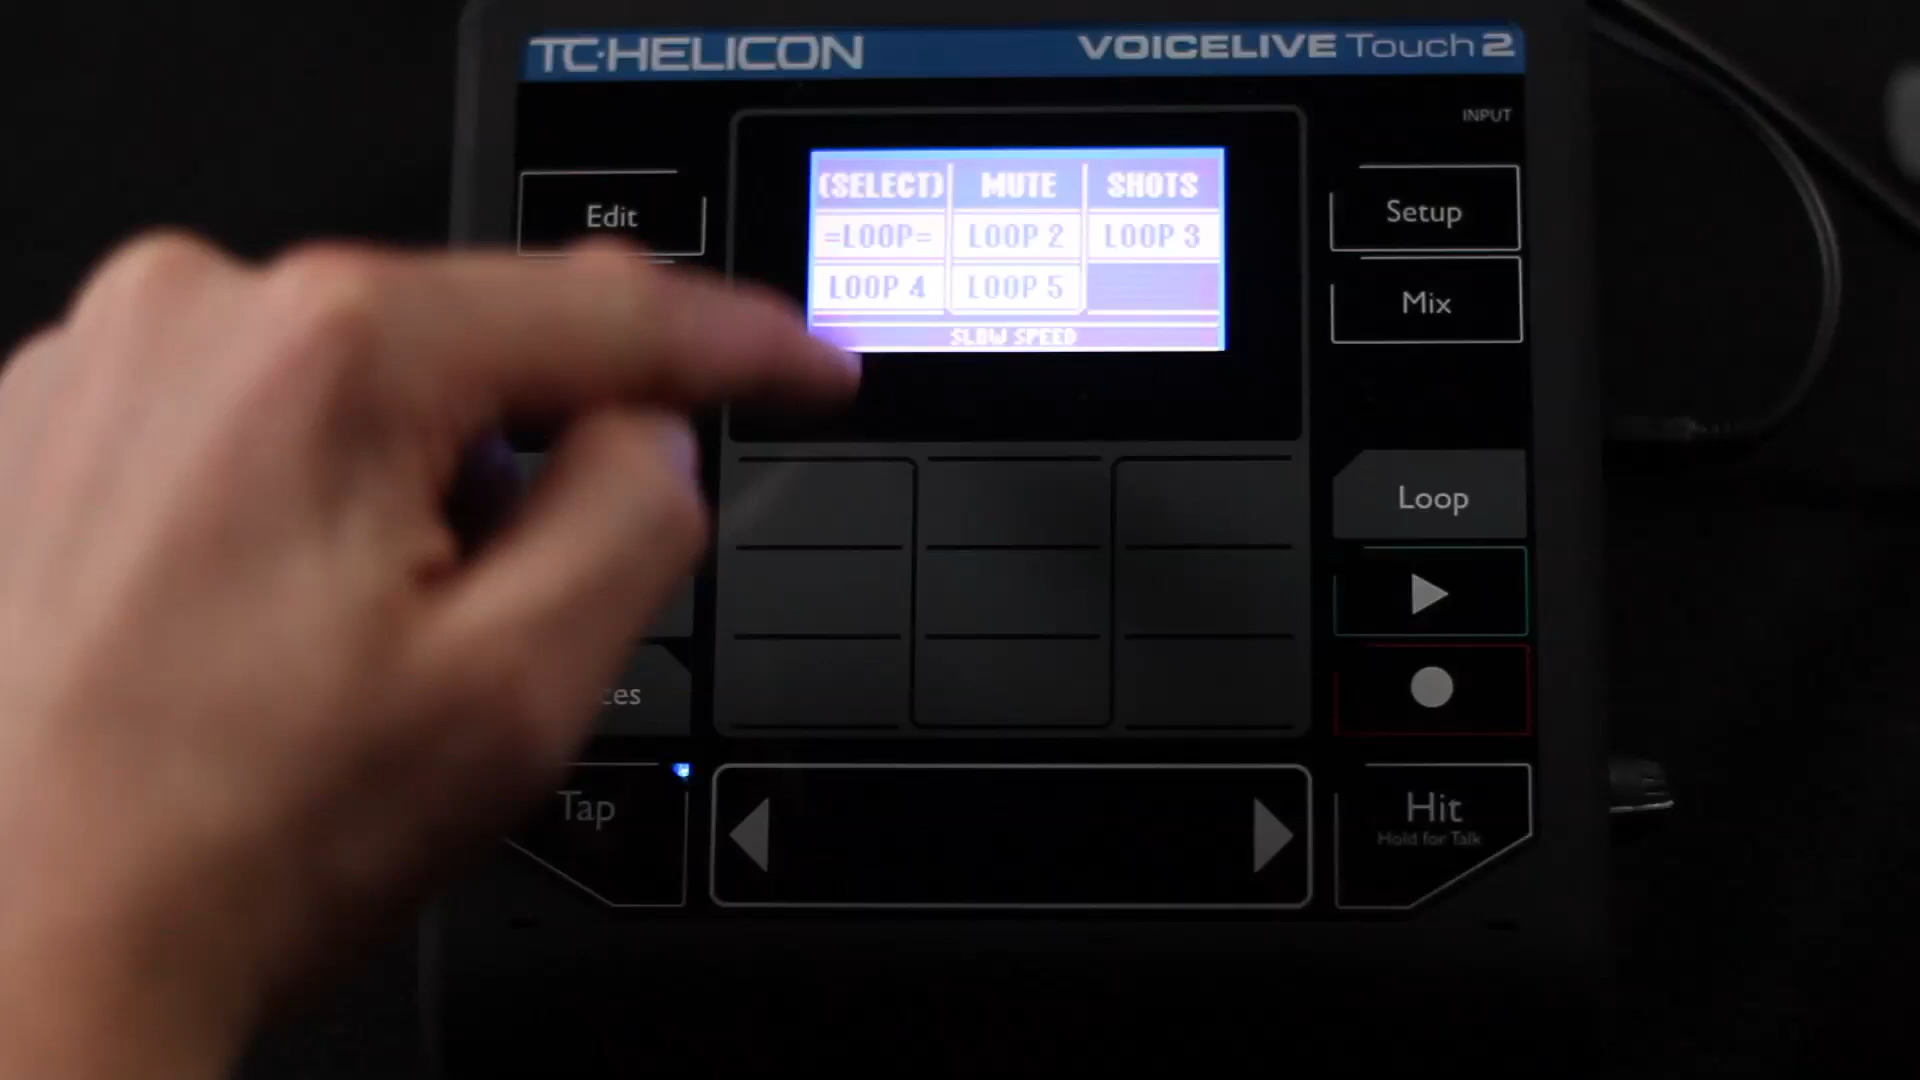 TC·HELICON
VOICELIVE Touch 2
INPUT
Edit
(SELECT) MUTE SHOTS
=LOOP= LOOP 2 LOOP 3
LOOP 4 LOOP 5
SLOW SPEED
Setup
Mix
Loop
Tap
Hit
Hold for Talk